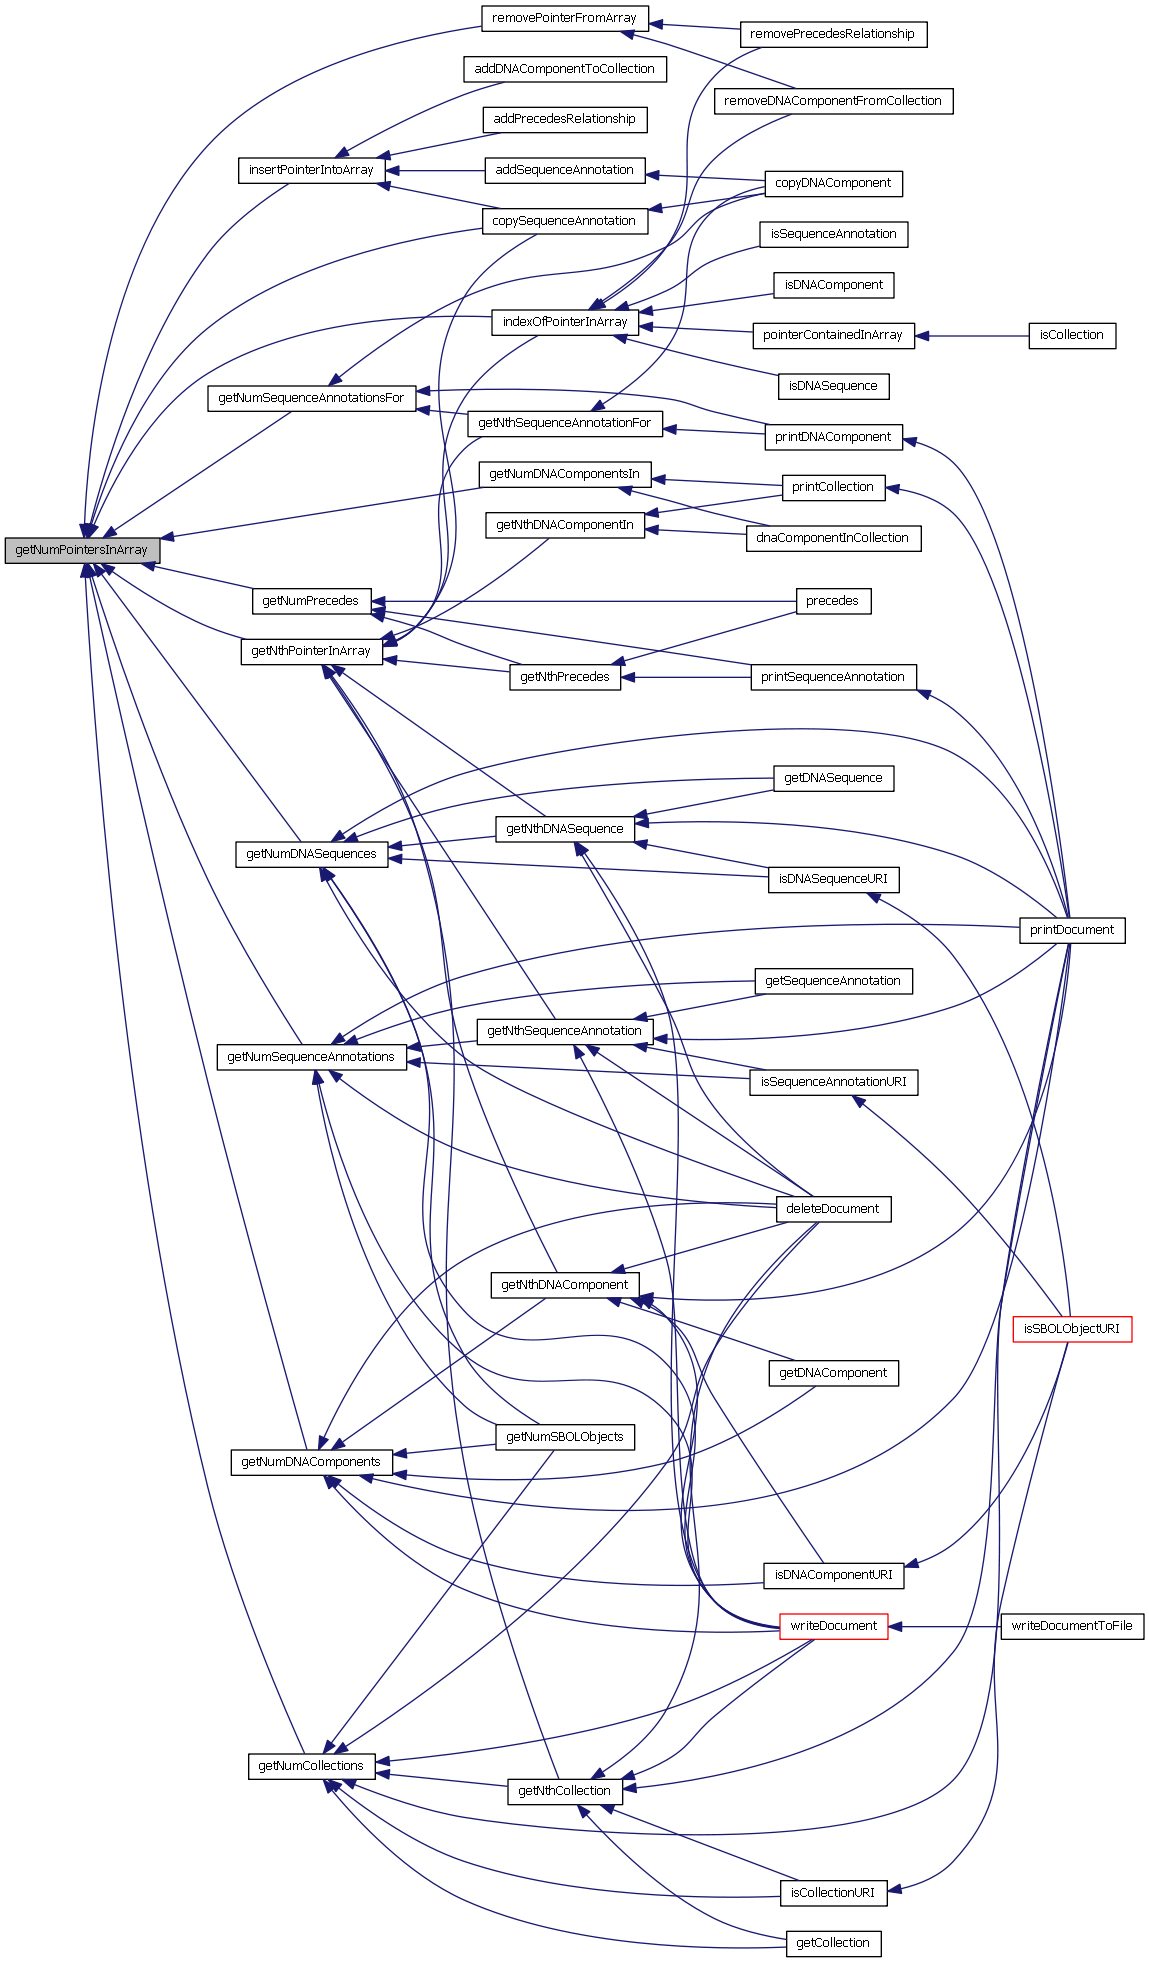 removePointerFromArray
removePrecedesRelationship
addDNAComponentToCollection
removeDNAComponentFromCollection
addPrecedesRelationship
insertPointerIntoArray
addSequenceAnnotation
copyDNAComponent
copySequenceAnnotation
isSequenceAnnotation
isDNAComponent
indexOfPointerInArray
pointerContainedInArray
isCollection
isDNASequence
getNumSequenceAnnotationsFor
getNthSequenceAnnotationFor
printDNAComponent
getNumDNAComponentsIn
printCollection
getNthDNAComponentIn
dnaComponentInCollection
getNumPointersInArray
getNumPrecedes
precedes
getNthPointerInArray
getNthPrecedes
printSequenceAnnotation
getDNASequence
getNthDNASequence
getNumDNASequences
isDNASequenceURI
printDocument
getSequenceAnnotation
getNthSequenceAnnotation
getNumSequenceAnnotations
isSequenceAnnotationURI
deleteDocument
getNthDNAComponent
isSBOLObjectURI
getDNAComponent
getNumSBOLObjects
getNumDNAComponents
isDNAComponentURI
writeDocument
writeDocumentToFile
getNumCollections
getNthCollection
isCollectionURI
getCollection